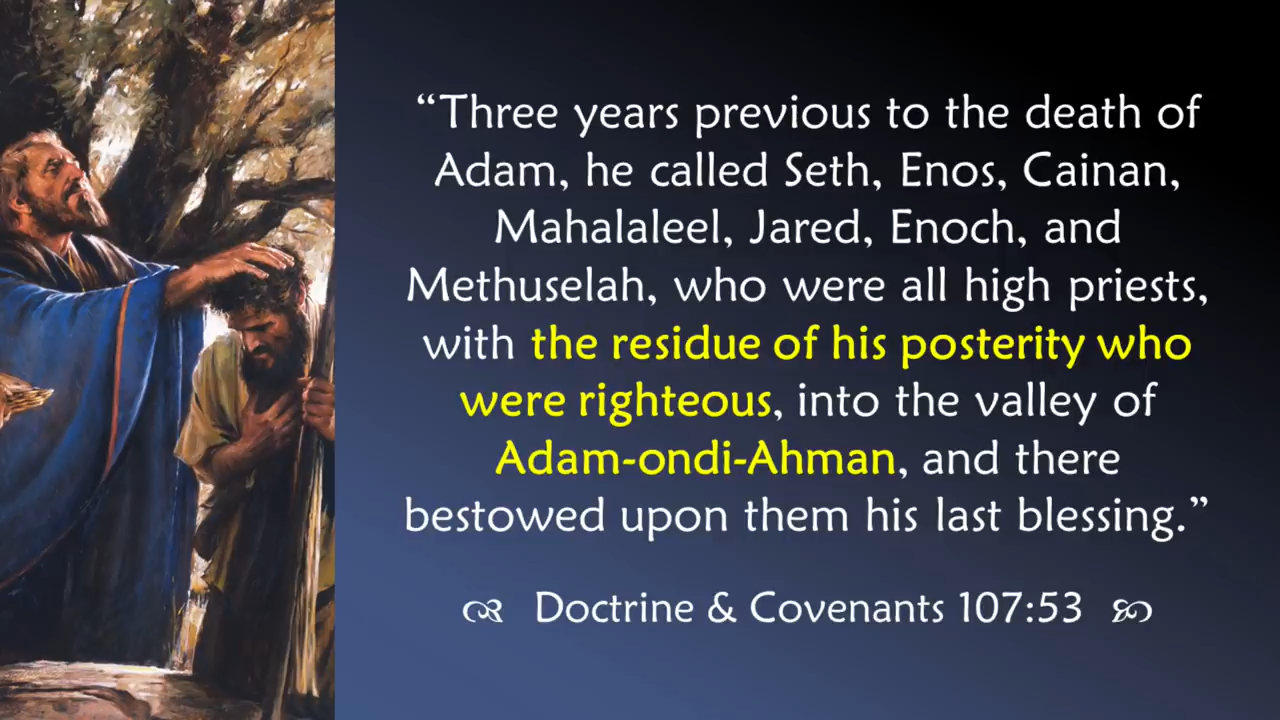 “Three years previous to the death of
Adam, he called Seth, Enos, Cainan,
Mahalaleel, Jared, Enoch, and
Methuselah, who were all high priests,
with the residue of his posterity who
were righteous, into the valley of
Adam-ondi-Ahman, and there
bestowed upon them his last blessing.”
Doctrine & Covenants 107:53